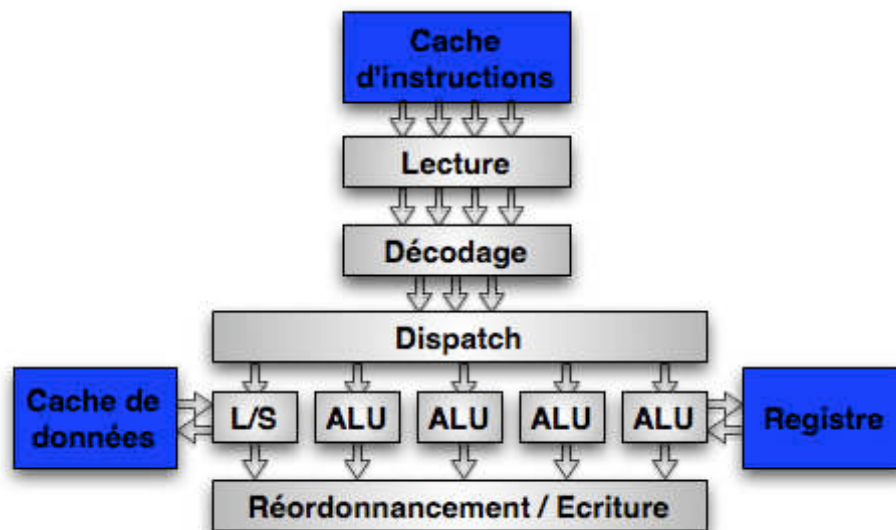 Cache
d'instructions
Lecture
Décodage
Dispatch
Cache de
données
L/S
ALU
ALU
ALU
ALU
Registre
Réordonnancement / Ecriture